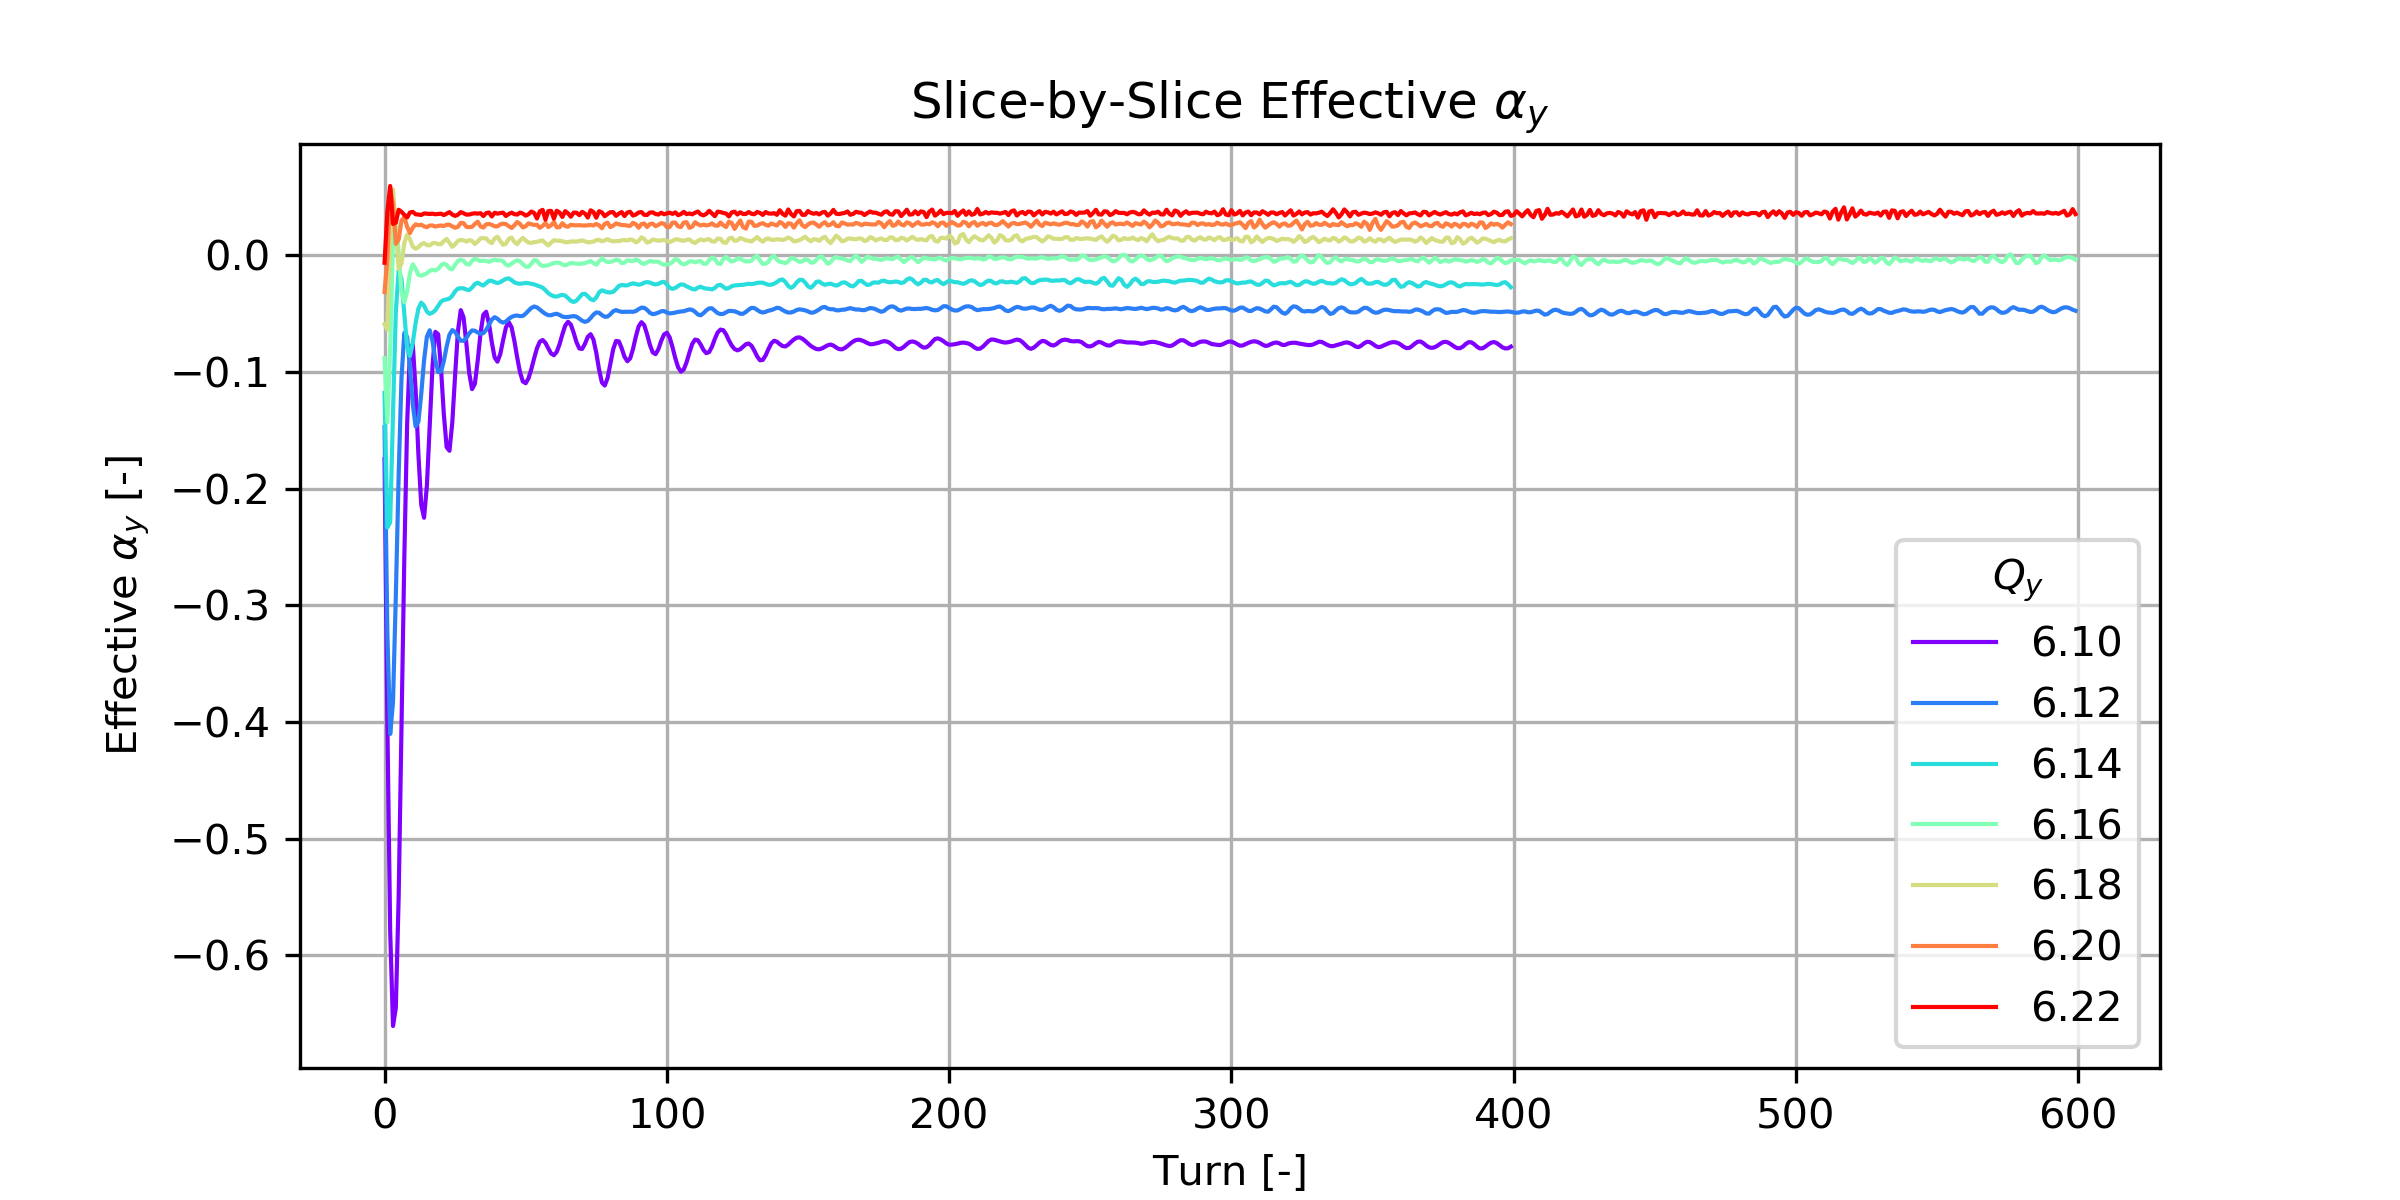 Slice-by-Slice Effective αy
Effective αy [-]
0.0
−0.1
−0.2
−0.3
−0.4
−0.5
−0.6
0 100 200 300 400 500 600
Turn [-]
Qy
6.10
6.12
6.14
6.16
6.18
6.20
6.22